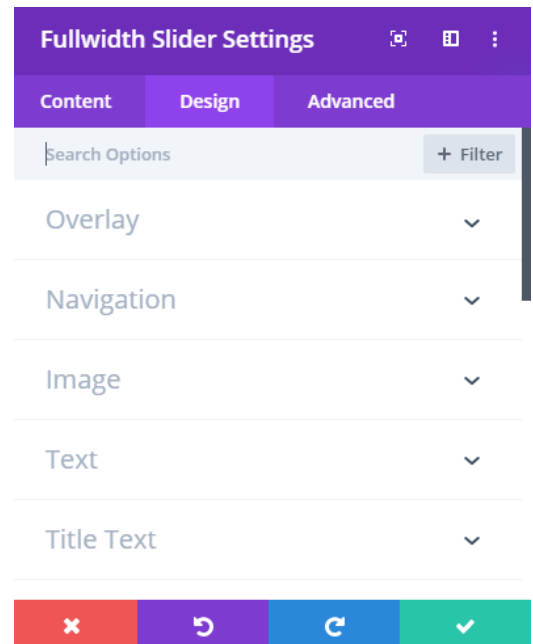 Fullwidth Slider Settings
Content Design Advanced
Search Options + Filter
Overlay
Navigation
Image
Text
Title Text